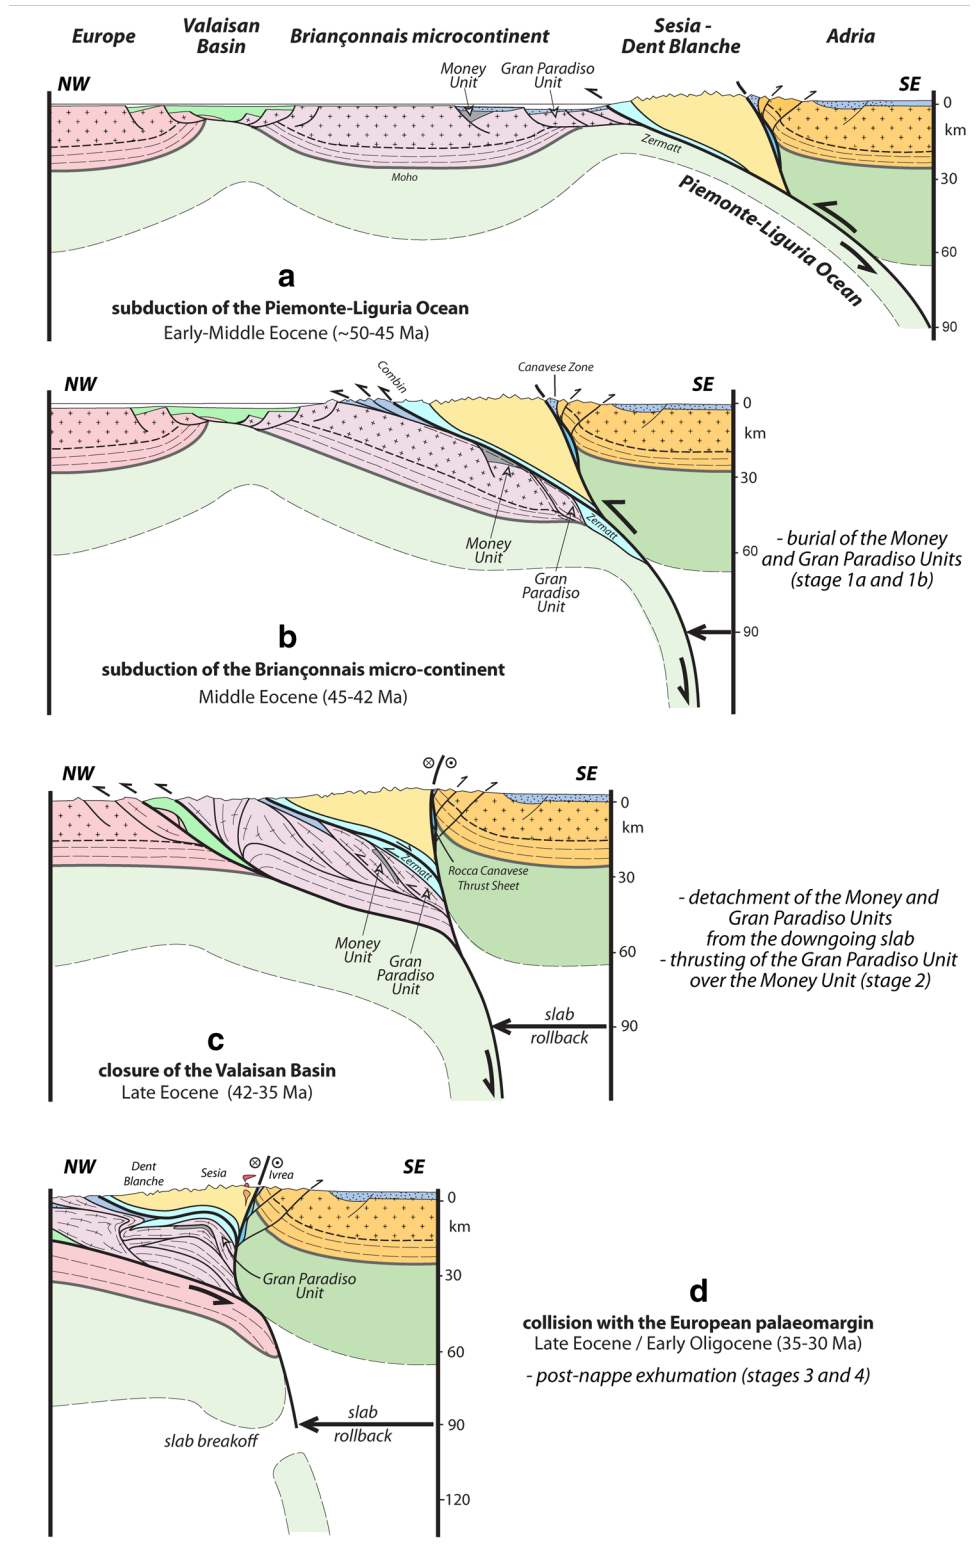 Europe
Valaisan
Basin
Briançonnais microcontinent
Sesia -
Dent Blanche
Adria
NW
Money
Unit
Gran Paradiso
Unit
SE
0
km
30
60
90
Zermatt
Moho
Piemonte-Liguria Ocean
a
subduction of the Piemonte-Liguria Ocean
Early-Middle Eocene (~50-45 Ma)
NW
Combin
Canavese Zone
SE
0
km
30
60
90
Zermatt
Money
Unit
Gran
Paradiso
Unit
- burial of the Money
and Gran Paradiso Units
(stage 1a and 1b)
b
subduction of the Briançonnais micro-continent
Middle Eocene (45-42 Ma)
NW
SE
0
km
30
60
90
Zermatt
Rocca Canavese
Thrust Sheet
Money
Unit
Gran
Paradiso
Unit
slab
rollback
- detachment of the Money and
Gran Paradiso Units
from the downgoing slab
- thrusting of the Gran Paradiso Unit
over the Money Unit (stage 2)
c
closure of the Valaisan Basin
Late Eocene (42-35 Ma)
NW
Dent
Blanche
Sesia
Ivrea
SE
0
km
30
60
90
120
Gran Paradiso
Unit
slab
rollback
slab breakoff
d
collision with the European palaeomargin
Late Eocene / Early Oligocene (35-30 Ma)
- post-nappe exhumation (stages 3 and 4)